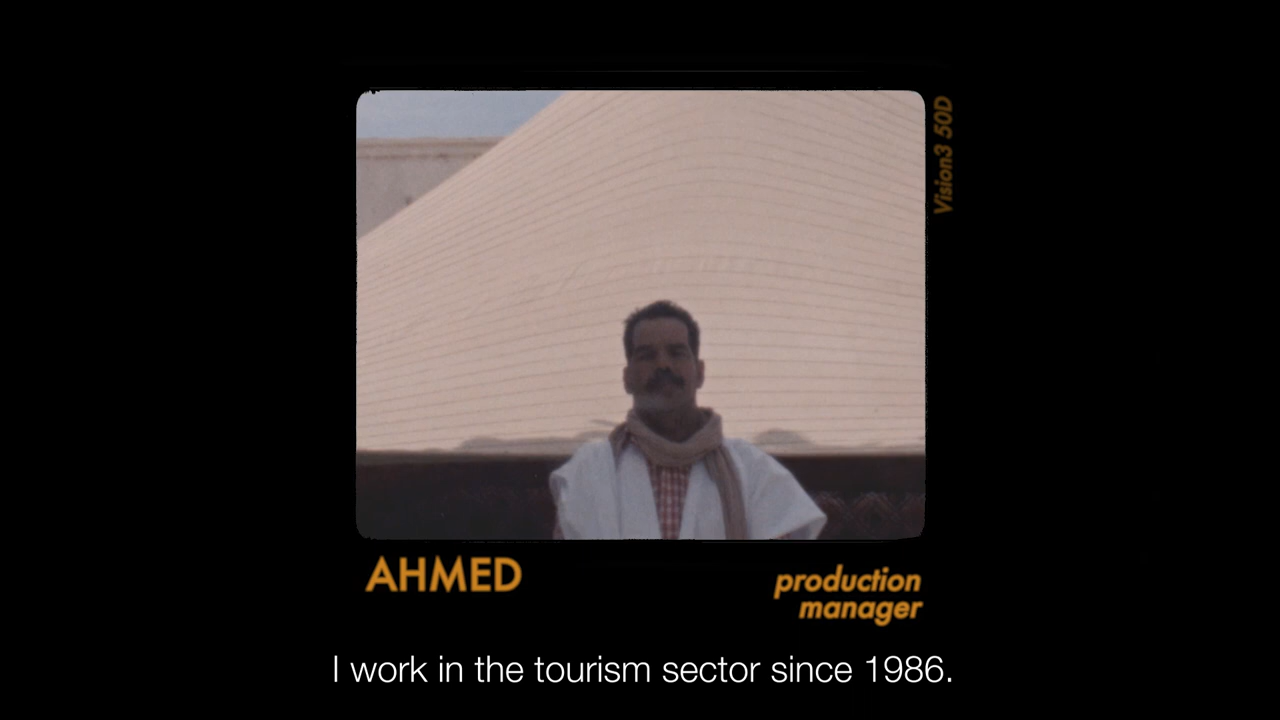 Vision3 50D
AHMED
production
manager
I work in the tourism sector since 1986.